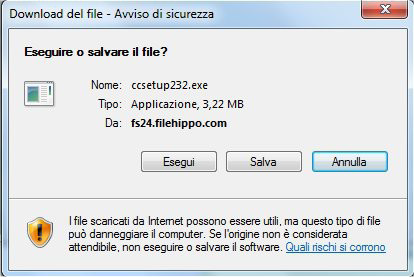 Download del file - Avviso di sicurezza
Eseguire o salvare il file?
Nome: ccsetup232.exe
Tipo: Applicazione, 3,22 MB
Da: fs24.filehippo.com
Esegui Salva Annulla
I file scaricati da Internet possono essere utili, ma questo tipo di file
può danneggiare il computer. Se l'origine non è considerata
attendibile, non eseguire o salvare il software. Quali rischi si corrono